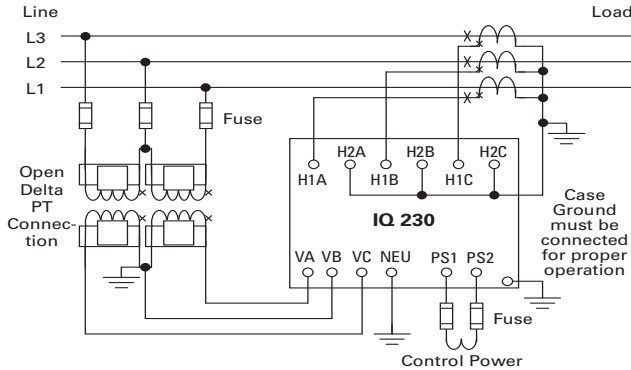 Line
Load
L3
L2
L1
Fuse
Open
Delta
PT
Connec-
tion
H1A H2A H1B H2B H1C H2C
IQ 230
VA VB VC NEU PS1 PS2
Case
Ground
must be
connected
for proper
operation
Fuse
Control Power